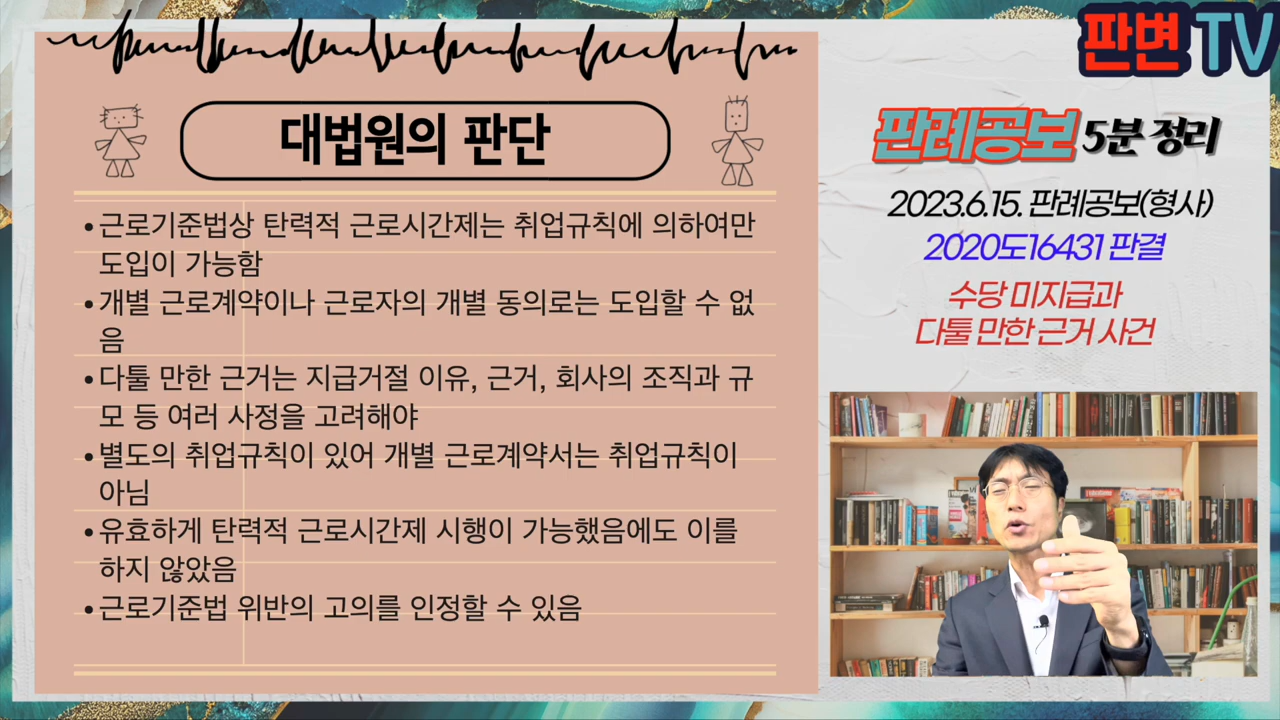 판변 TV
대법원의 판단
• 근로기준법상 탄력적 근로시간제는 취업규칙에 의하여만
도입이 가능함
• 개별 근로계약이나 근로자의 개별 동의로는 도입할 수 없
음
• 다툴 만한 근거는 지급거절 이유, 근거, 회사의 조직과 규
모 등 여러 사정을 고려해야
• 별도의 취업규칙이 있어 개별 근로계약서는 취업규칙이
아님
• 유효하게 탄력적 근로시간제 시행이 가능했음에도 이를
하지 않았음
• 근로기준법 위반의 고의를 인정할 수 있음
판례공보 5분 정리
2023.6.15. 판례공보(형사)
2020도16431 판결
수당 미지급과
다툴 만한 근거 사건